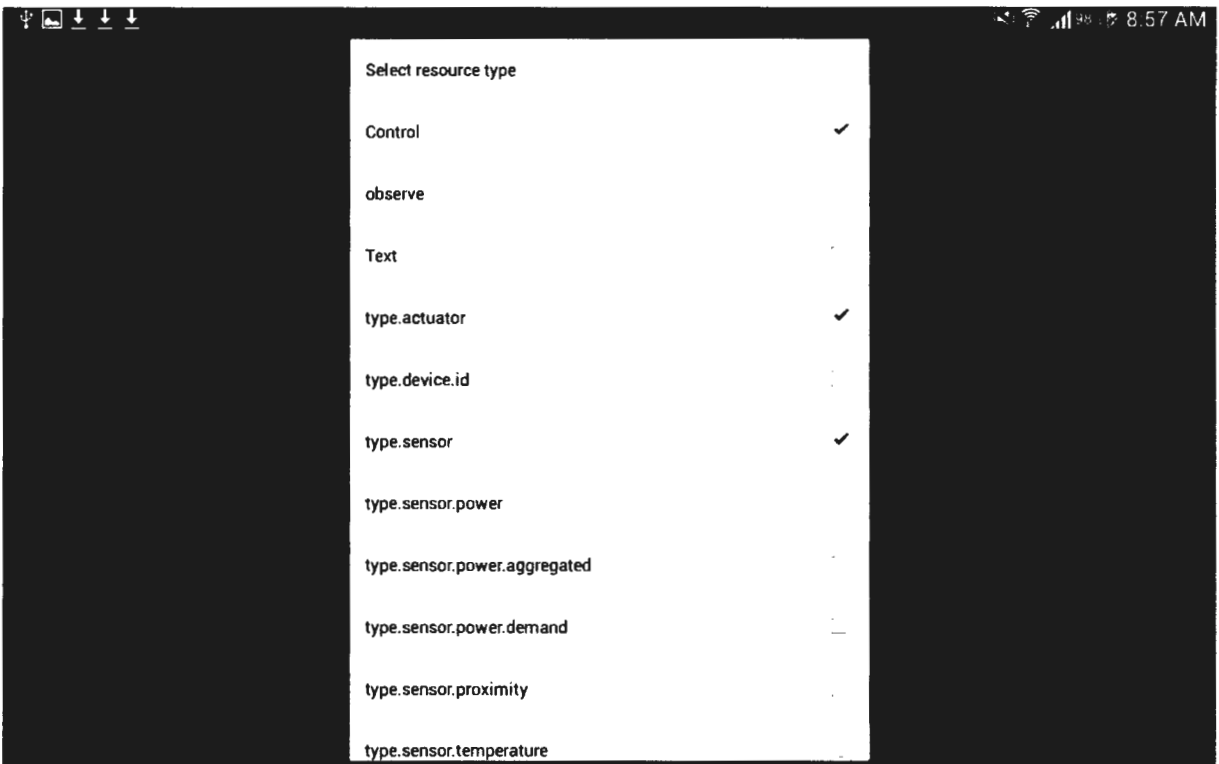 8:57 AM
Select resource type
Control
observe
Text
type.actuator
type.device.id
type.sensor
type.sensor.power
type.sensor.power.aggregated
type.sensor.power.demand
type.sensor.proximity
type.sensor.temperature